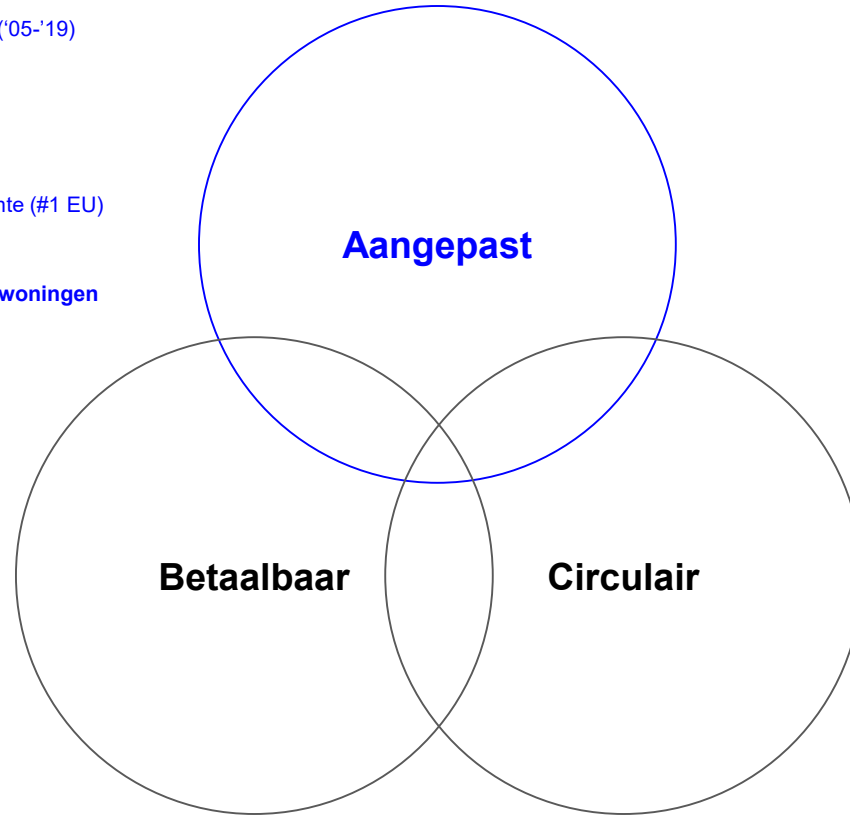 (‘05-’19)
nte (#1 EU)
woningen
Aangepast
Betaalbaar
Circulair